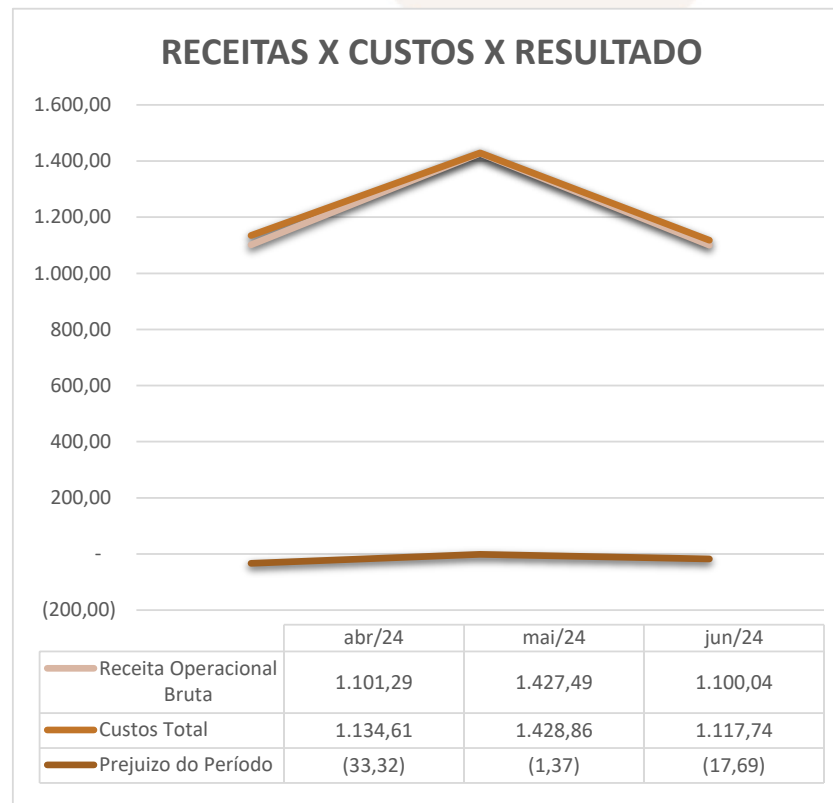 RECEITAS X CUSTOS X RESULTADO
1.600,00
1.400,00
1.200,00
1.000,00
800,00
600,00
400,00
200,00
-
(200,00)
abr/24 mai/24 jun/24
Receita Operacional
Bruta 1.101,29 1.427,49 1.100,04
Custos Total 1.134,61 1.428,86 1.117,74
Prejuizo do Período (33,32) (1,37) (17,69)